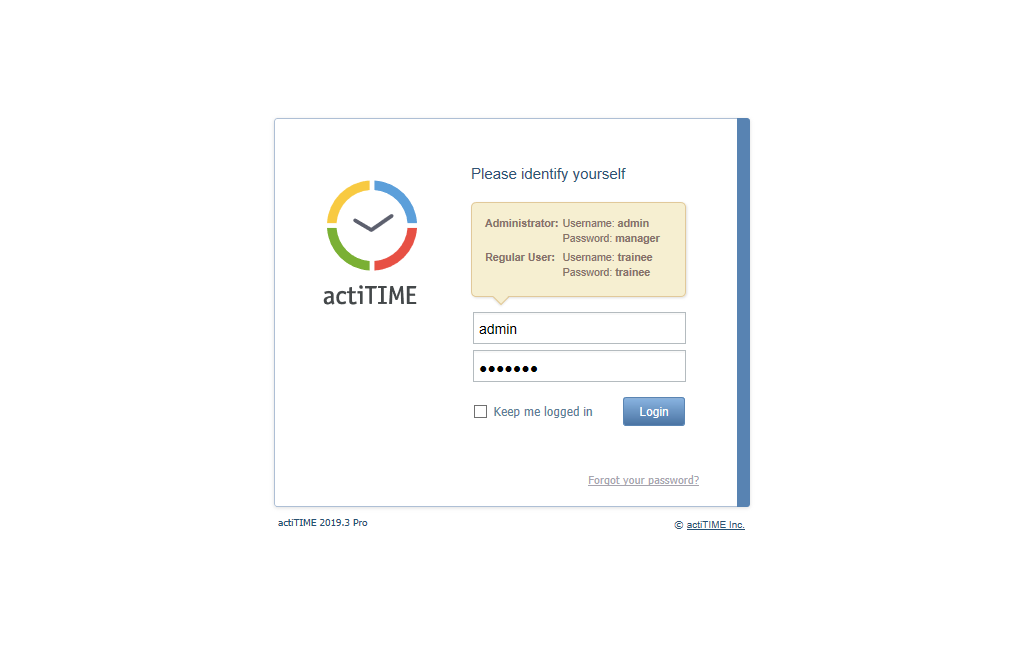 Please identify yourself
Administrator: Username: admin
Password: manager
Regular User: Username: trainee
Password: trainee
actiTIME
admin
●●●●●●●
Keep me logged in
Login
Forgot your password?
actiTIME 2019.3 Pro
© actiTIME Inc.